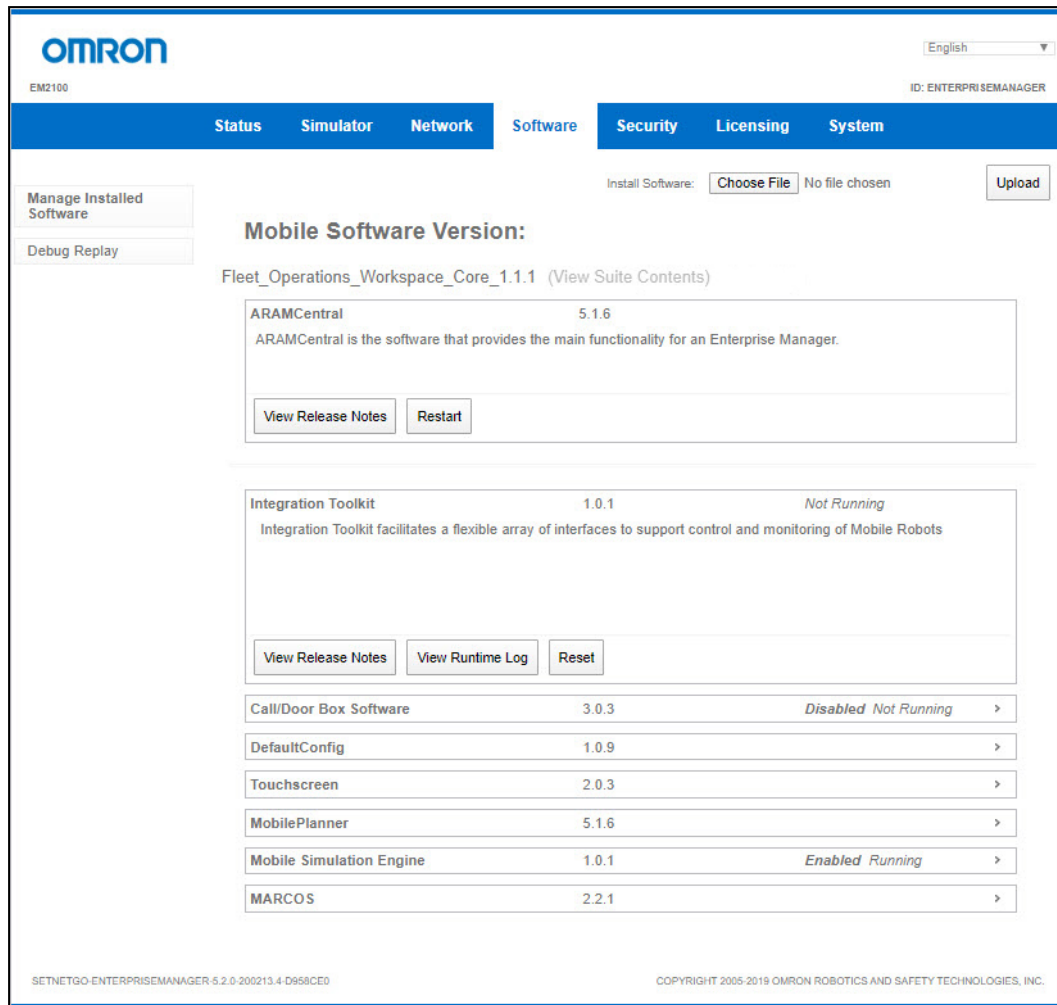 OMRON
English
EM2100
ID: ENTERPRISEMANAGER
Status Simulator Network Software Security Licensing System
Install Software: Choose File No file chosen Upload
Manage Installed
Software
Debug Replay
Mobile Software Version:
Fleet_Operations_Workspace_Core_1.1.1 (View Suite Contents)
ARAMCentral 5.1.6
ARAMCentral is the software that provides the main functionality for an Enterprise Manager.
View Release Notes Restart
Integration Toolkit 1.0.1 Not Running
Integration Toolkit facilitates a flexible array of interfaces to support control and monitoring of Mobile Robots
View Release Notes View Runtime Log Reset
Call/Door Box Software 3.0.3 Disabled Not Running
DefaultConfig 1.0.9
Touchscreen 2.0.3
MobilePlanner 5.1.6
Mobile Simulation Engine 1.0.1 Enabled Running
MARCOS 2.2.1
SETNETGO-ENTERPRISEMANAGER-5.2.0-200213.4-D958CE0
COPYRIGHT 2005-2019 OMRON ROBOTICS AND SAFETY TECHNOLOGIES, INC.